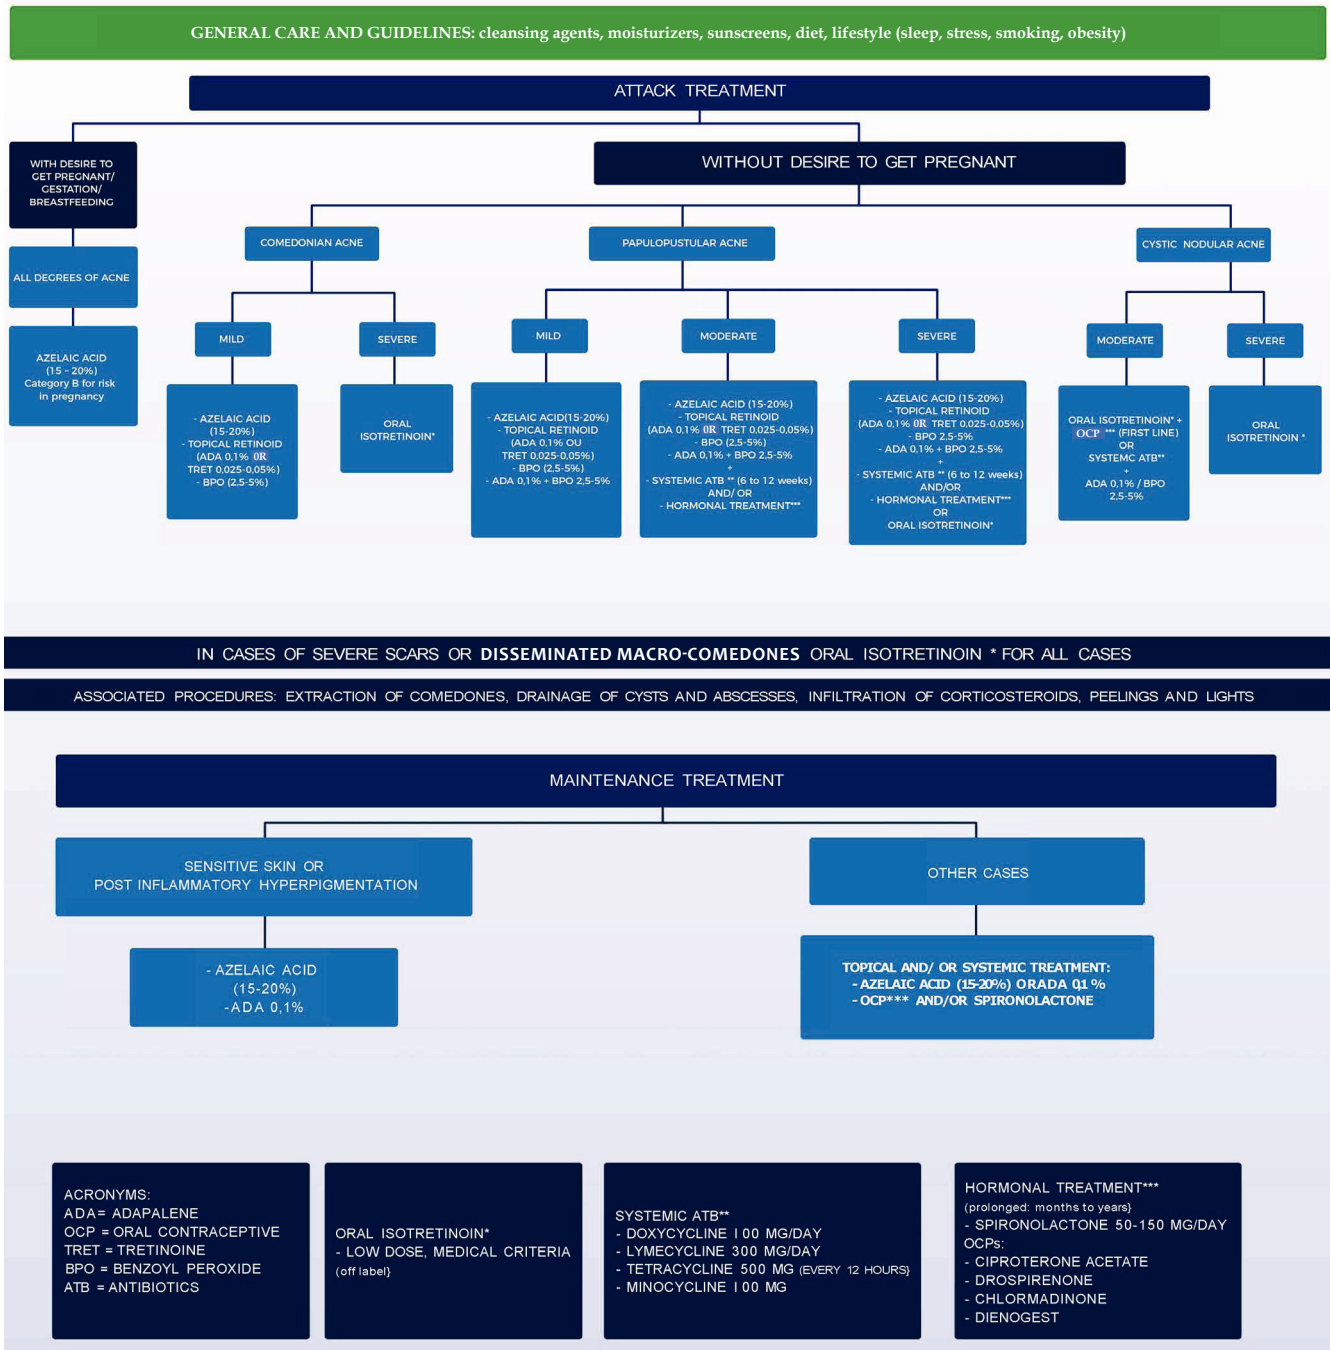 GENERAL CARE AND GUIDELINES: cleansing agents, moisturizers, sunscreens, diet, lifestyle (sleep, stress, smoking, obesity)
ATTACK TREATMENT
WITH DESIRE TO
GET PREGNANT/
GESTATION/
BREASTFEEDING
WITHOUT DESIRE TO GET PREGNANT
ALL DEGREES OF ACNE
AZELAIC ACID
(15 - 20%)
Category B for risk
in pregnancy
COMEDONIAN ACNE
PAPULOPUSTULAR ACNE
CYSTIC NODULAR ACNE
MILD
SEVERE
MILD
MODERATE
SEVERE
MODERATE
SEVERE
- AZELAIC ACID
(15-20%)
- TOPICAL RETINOID
(ADA 0,1% 0R
TRET 0,025-0,05%)
- BPO (2,5-5%)
ORAL
ISOTRETINOIN*
- AZELAIC ACID(15-20%)
- TOPICAL RETINOID
(ADA 0,1% OU
TRET 0,025-0,05%)
- BPO (2,5-5%)
- ADA 0,1% + BPO 2,5-5%
- AZELAIC ACID (15-20%)
- TOPICAL RETINOID
(ADA 0,1% 0R TRET 0,025-0,05%)
- BPO (2,5-5%)
- ADA 0,1% + BPO 2,5-5%
+
- SYSTEMIC ATB ** (6 to 12 weeks)
AND/ OR
- HORMONAL TREATMENT***
- AZELAIC ACID (15-20%)
- TOPICAL RETINOID
(ADA 0,1% 0R TRET 0,025-0,05%)
- BPO 2,5-5%
- ADA 0,1% + BPO 2,5-5%
+
- SYSTEMIC ATB ** (6 to 12 weeks)
AND/OR
- HORMONAL TREATMENT***
OR
ORAL ISOTRETINOIN*
ORAL ISOTRETINOIN* +
OCP *** (FIRST LINE)
OR
SYSTEMC ATB**
+
ADA 0,1% / BPO
2,5-5%
ORAL
ISOTRETINOIN *
IN CASES OF SEVERE SCARS OR DISSEMINATED MACRO-COMEDONES ORAL ISOTRETINOIN * FOR ALL CASES
ASSOCIATED PROCEDURES: EXTRACTION OF COMEDONES, DRAINAGE OF CYSTS AND ABSCESSES, INFILTRATION OF CORTICOSTEROIDS, PEELINGS AND LIGHTS
MAINTENANCE TREATMENT
SENSITIVE SKIN OR
POST INFLAMMATORY HYPERPIGMENTATION
OTHER CASES
- AZELAIC ACID
(15-20%)
-ADA 0,1%
TOPICAL AND/ OR SYSTEMIC TREATMENT:
- AZELAIC ACID (15-20%) ORADA 0,1 %
- OCP*** AND/OR SPIRONOLACTONE
ACRONYMS:
ADA= ADAPALENE
OCP = ORAL CONTRACEPTIVE
TRET = TRETINOINE
BPO = BENZOYL PEROXIDE
ATB = ANTIBIOTICS
ORAL ISOTRETINOIN*
- LOW DOSE, MEDICAL CRITERIA
(off label}
SYSTEMIC ATB**
- DOXYCYCLINE I 00 MG/DAY
- LYMECYCLINE 300 MG/DAY
- TETRACYCLINE 500 MG (EVERY 12 HOURS}
- MINOCYCLINE I 00 MG
HORMONAL TREATMENT***
(prolonged: months to years}
- SPIRONOLACTONE 50-150 MG/DAY
OCPs:
- CIPROTERONE ACETATE
- DROSPIRENONE
- CHLORMADINONE
- DIENOGEST